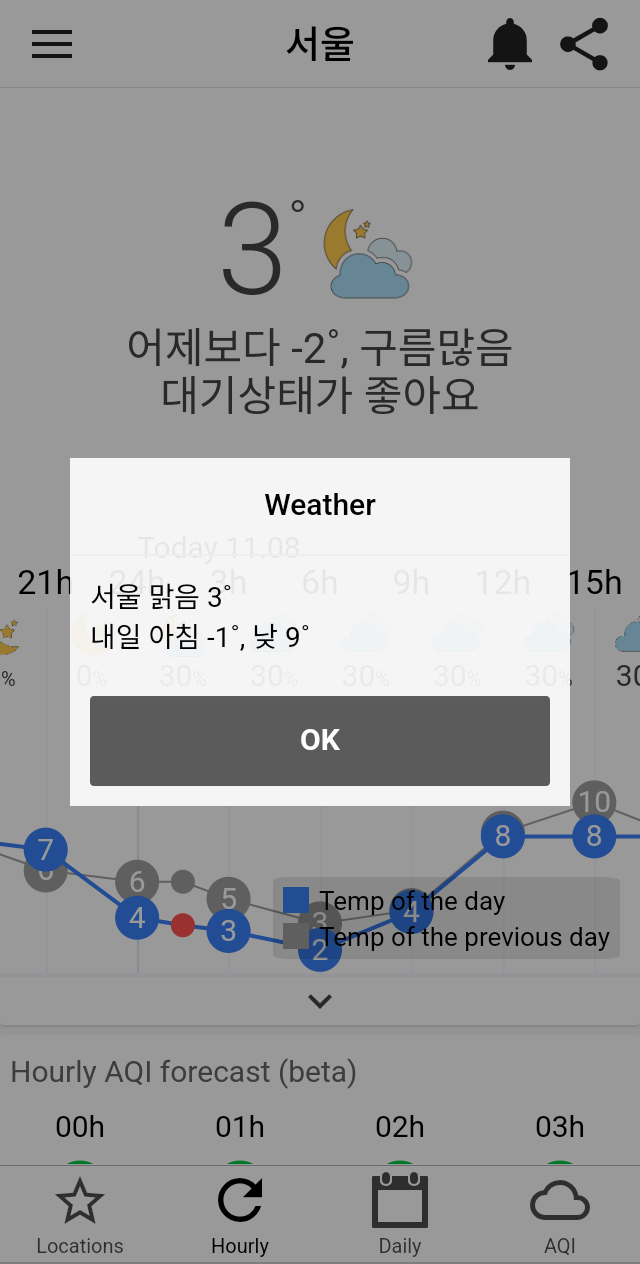 서울
3°
어제보다 -2°, 구름많음
대기상태가 좋아요
Weather
Today 11.08
21h 24h 3h 6h 9h 12h 15h
서울 맑음 3°
내일 아침 -1°, 낮 9°
% 0% 30% 30% 30% 30% 30% 30
OK
10
7 8 8
6 6 5
4 3 3 4
2
Temp of the day
Temp of the previous day
Hourly AQI forecast (beta)
00h 01h 02h 03h
Locations Hourly Daily AQI